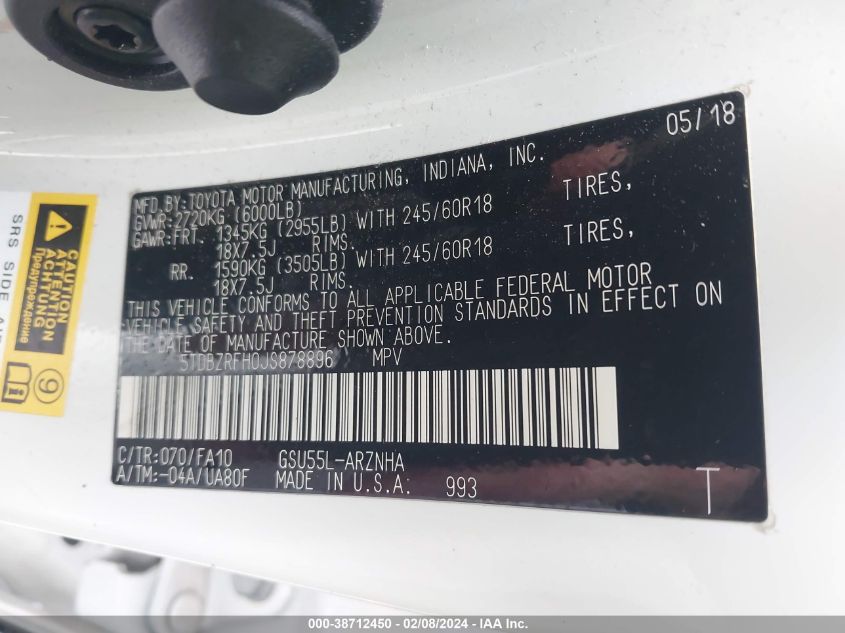 05/18
MFD.BY:TOYOTA MOTOR MANUFACTURING, INDIANA, INC.
GVWR:2720KG (6000LB)
GAWR:FRT. 1345KG (2955LB) WITH 245/60R18 TIRES,
18X7.5J RIMS.
RR. 1590KG (3505LB) WITH 245/60R18 TIRES,
18X7.5J RIMS.
THIS VEHICLE CONFORMS TO ALL APPLICABLE FEDERAL MOTOR
VEHICLE SAFETY AND THEFT PREVENTION STANDARDS IN EFFECT ON
THE DATE OF MANUFACTURE SHOWN ABOVE.
5TDBZRFH0JS878896 MPV
C/TR:070/FA10 GSU55L-ARZNHA
A/TM:-04A/UA80F MADE IN U.S.A. 993
T
SRS SIDE
CAUTION
ATTENTION
ACHTUNG
Предупреждение
9
000-38712450 - 02/08/2024 - IAA Inc.